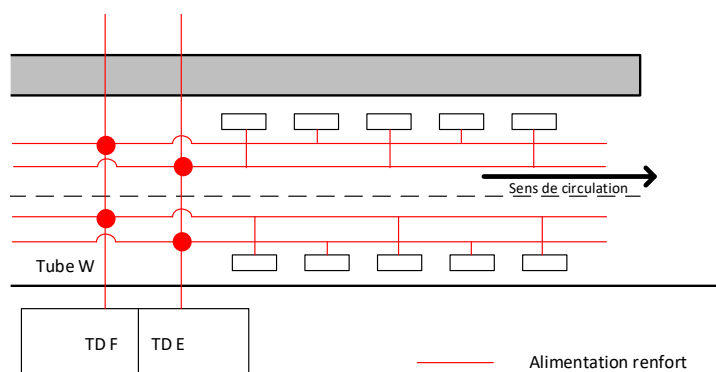 Sens de circulation
Tube W
TD F
TD E
Alimentation renfort